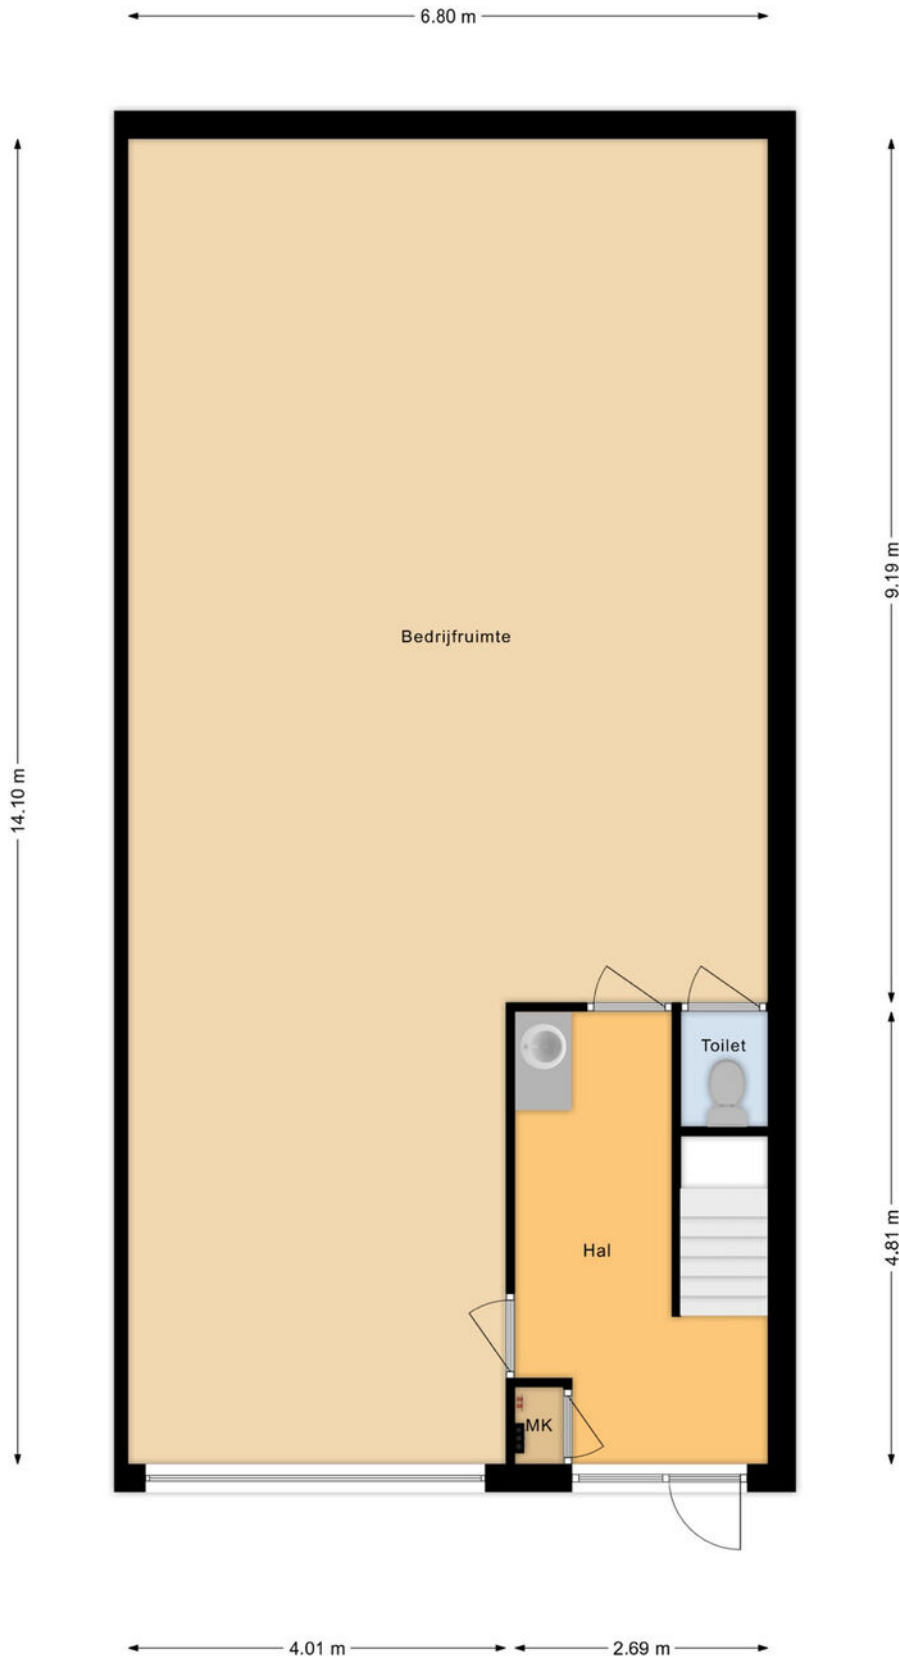 6.80 m
9.19 m
Bedrijfruimte
14.10 m
Toilet
4.81 m
Hal
MK
4.01 m
2.69 m